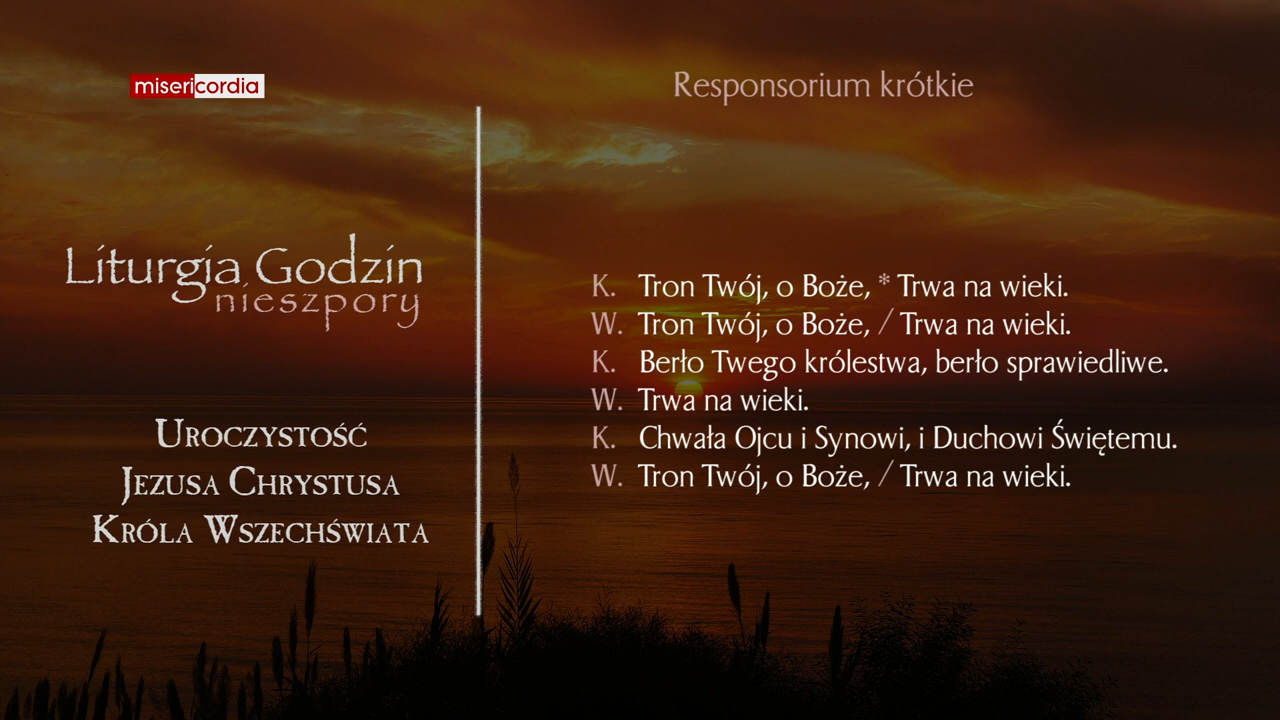 misericordia
Liturgia Godzin
nieszpory
Uroczystość
Jezusa Chrystusa
Króla Wszechświata
Responsorium krótkie
K. Tron Twój, o Boże, * Trwa na wieki.
W. Tron Twój, o Boże, / Trwa na wieki.
K. Berło Twego królestwa, berło sprawiedliwe.
W. Trwa na wieki.
K. Chwała Ojcu i Synowi, i Duchowi Świętemu.
W. Tron Twój, o Boże, / Trwa na wieki.